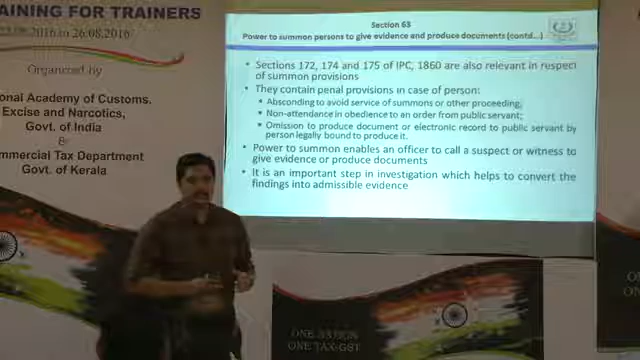 RAINING FOR TRAINERS
2016 to 26.08.2016
Organized by
onal Academy of Customs,
Excise and Narcotics,
Govt. of India
&
mmercial Tax Department
Govt. of Kerala
Section 63
Power to summon persons to give evidence and produce documents (contd...)
• Sections 172, 174 and 175 of IPC, 1860 are also relevant in respect
of summon provisions
• They contain penal provisions in case of person:
• Absconding to avoid service of summons or other proceeding;
• Non-attendance in obedience to an order from public servant;
• Omission to produce document or electronic record to public servant by
person legally bound to produce it.
• Power to summon enables an officer to call a suspect or witness to
give evidence or produce documents
• It is an important step in investigation which helps to convert the
findings into admissible evidence
ONE NATION
ONE TAX-GST
ONE
ONE TA